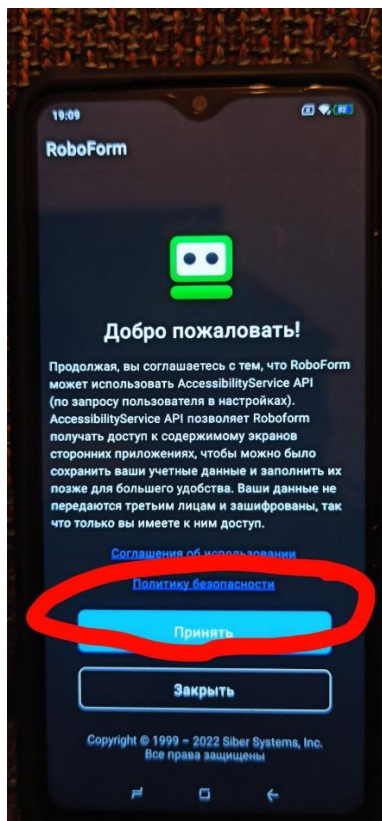 19:09
82
RoboForm
Добро пожаловать!
Продолжая, вы соглашаетесь с тем, что RoboForm
может использовать AccessibilityService API
(по запросу пользователя в настройках).
AccessibilityService API позволяет Roboform
получать доступ к содержимому экранов
сторонних приложениях, чтобы можно было
сохранить ваши учетные данные и заполнить их
позже для большего удобства. Ваши данные не
передаются третьим лицам и зашифрованы, так
что только вы имеете к ним доступ.
Соглашения об использовании
Политику безопасности
Принять
Закрыть
Copyright © 1999 – 2022 Siber Systems, Inc.
Все права защищены